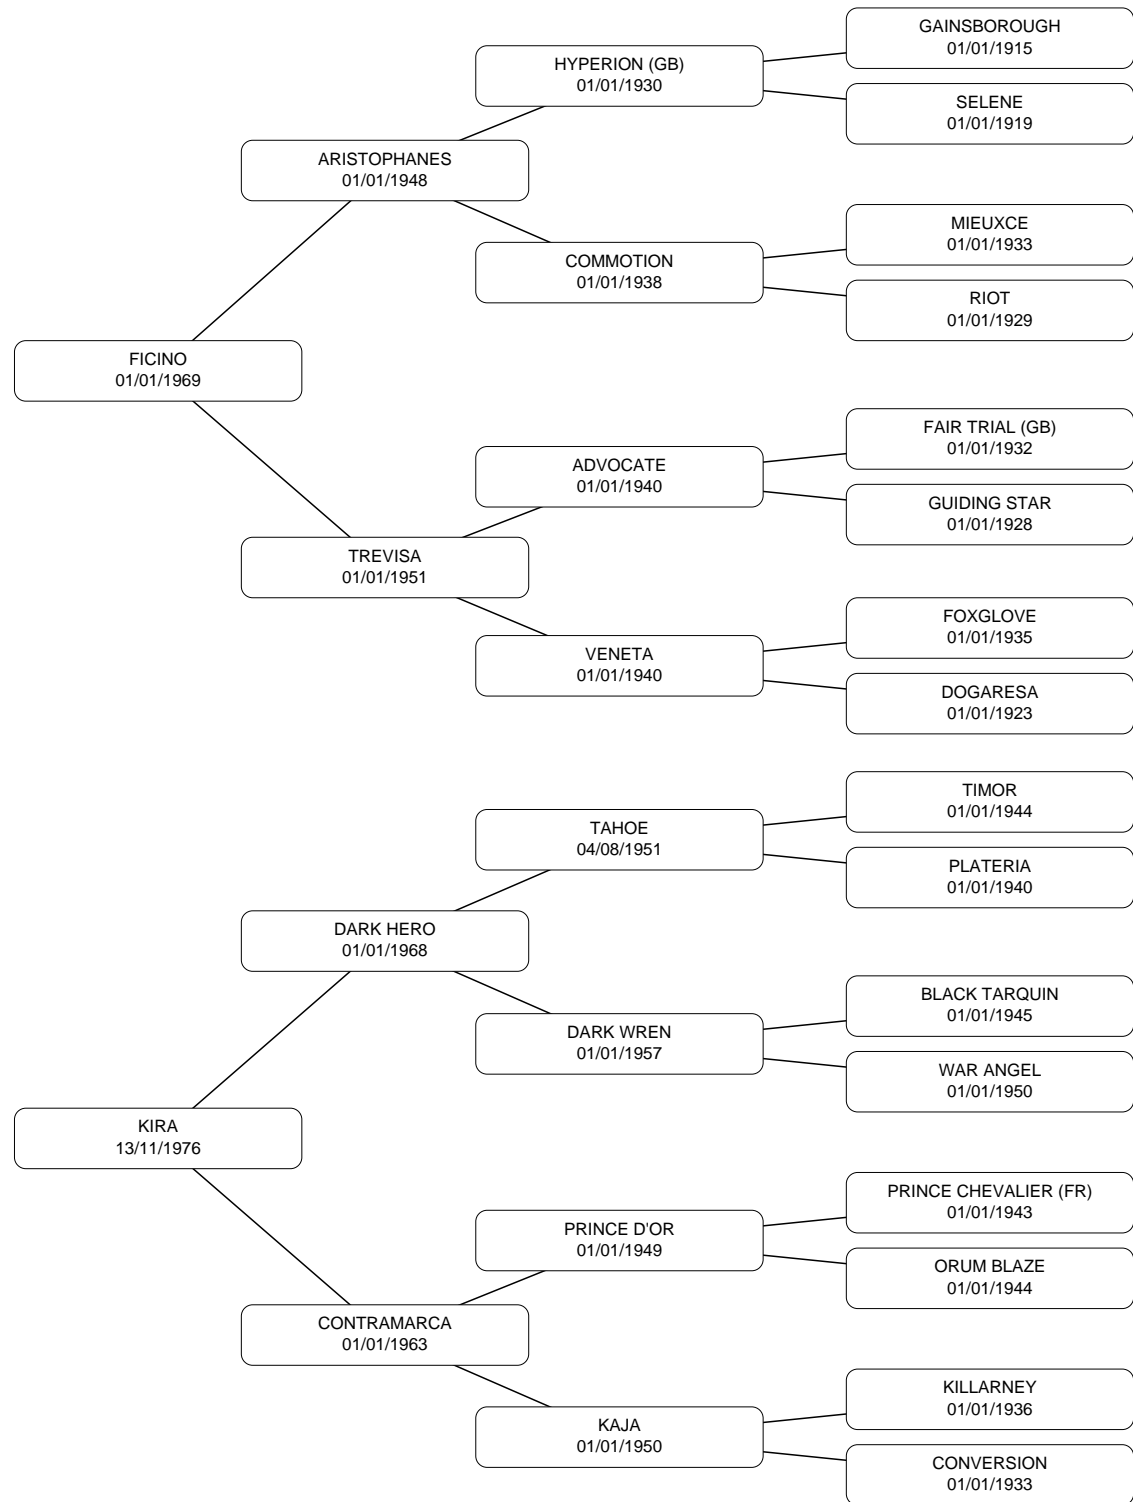 GAINSBOROUGH
01/01/1915
HYPERION (GB)
01/01/1930
SELENE
01/01/1919
ARISTOPHANES
01/01/1948
MIEUXCE
01/01/1933
COMMOTION
01/01/1938
RIOT
01/01/1929
FICINO
01/01/1969
FAIR TRIAL (GB)
01/01/1932
ADVOCATE
01/01/1940
GUIDING STAR
01/01/1928
TREVISA
01/01/1951
FOXGLOVE
01/01/1935
VENETA
01/01/1940
DOGARESA
01/01/1923
TIMOR
01/01/1944
TAHOE
04/08/1951
PLATERIA
01/01/1940
DARK HERO
01/01/1968
BLACK TARQUIN
01/01/1945
DARK WREN
01/01/1957
WAR ANGEL
01/01/1950
KIRA
13/11/1976
PRINCE CHEVALIER (FR)
01/01/1943
PRINCE D'OR
01/01/1949
ORUM BLAZE
01/01/1944
CONTRAMARCA
01/01/1963
KILLARNEY
01/01/1936
KAJA
01/01/1950
CONVERSION
01/01/1933